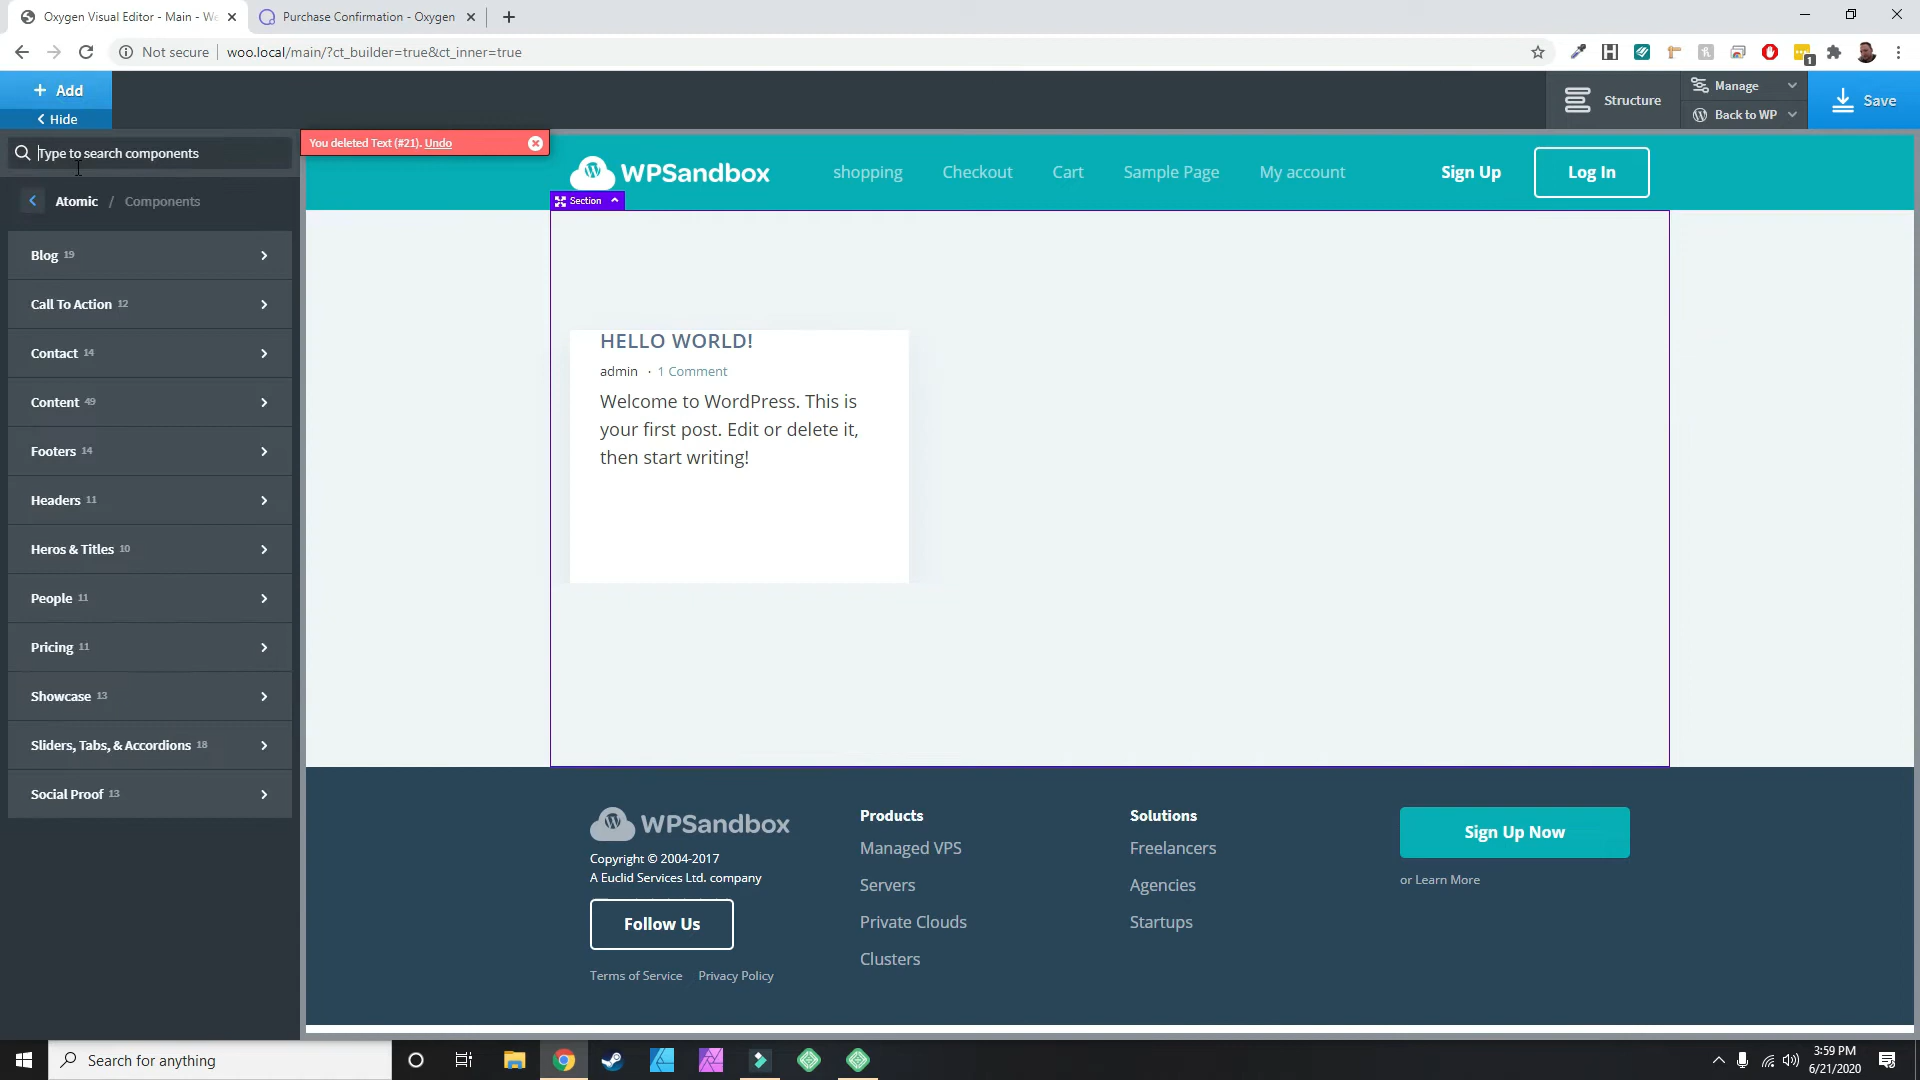 Oxygen Visual Editor - Main - We
Purchase Confirmation - Oxygen
Not secure
woo.local/main/?ct_builder=true&ct_inner=true
1
+ Add
Hide
Structure
Manage
Back to WP
Save
Type to search components
You deleted Text (#21). Undo
WPSandbox
shopping
Checkout
Cart
Sample Page
My account
Sign Up
Log In
Section
Atomic / Components
Blog 19
Call To Action 12
Contact 14
Content 49
Footers 14
Headers 11
Heros & Titles 10
People 11
Pricing 11
Showcase 13
Sliders, Tabs, & Accordions 18
Social Proof 13
HELLO WORLD!
admin · 1 Comment
Welcome to WordPress. This is
your first post. Edit or delete it,
then start writing!
WPSandbox
Copyright © 2004-2017
A Euclid Services Ltd. company
Follow Us
Terms of Service
Privacy Policy
Products
Managed VPS
Servers
Private Clouds
Clusters
Solutions
Freelancers
Agencies
Startups
Sign Up Now
or Learn More
Search for anything
3:59 PM
6/21/2020